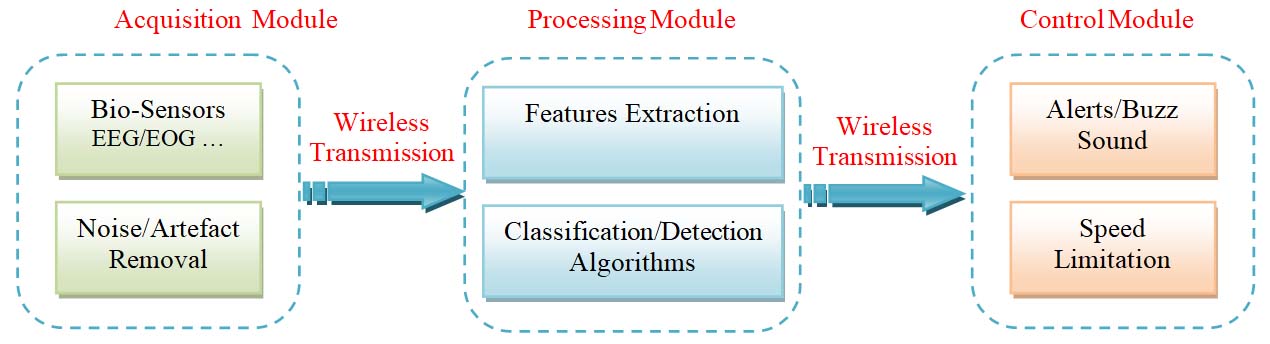 Acquisition Module
Processing Module
Control Module
Bio-Sensors
EEG/EOG …
Noise/Artefact
Removal
Wireless
Transmission
Features Extraction
Classification/Detection
Algorithms
Wireless
Transmission
Alerts/Buzz
Sound
Speed
Limitation